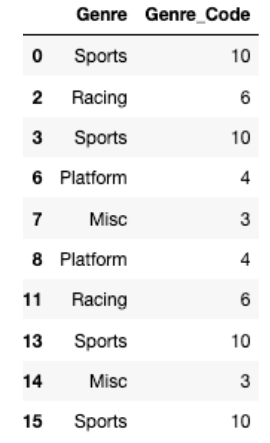 Genre Genre_Code
0 Sports 10
2 Racing 6
3 Sports 10
6 Platform 4
7 Misc 3
8 Platform 4
11 Racing 6
13 Sports 10
14 Misc 3
15 Sports 10